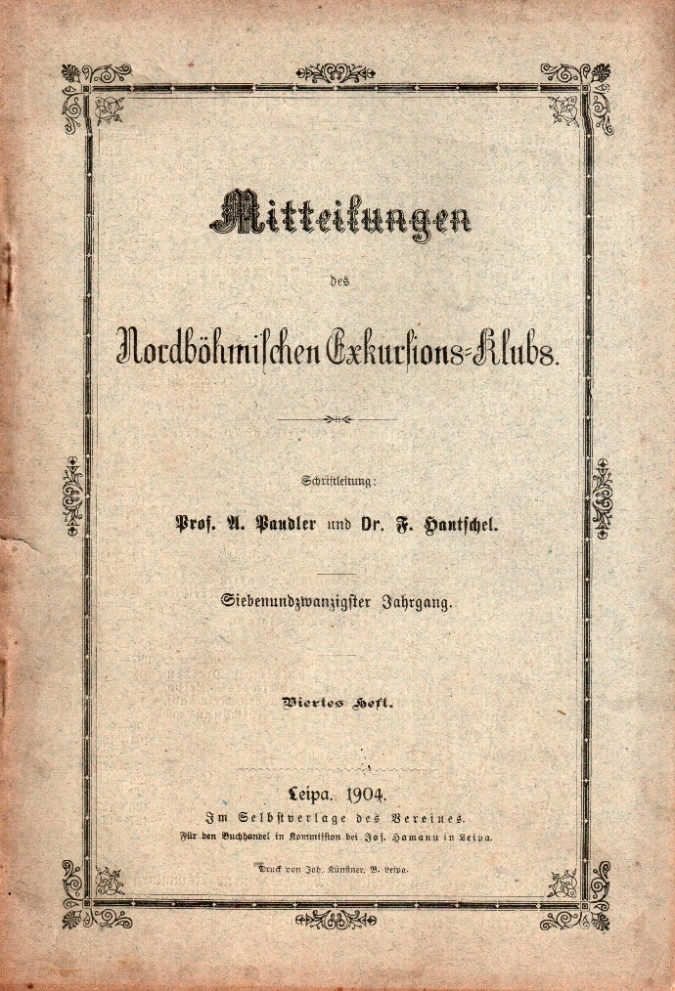 Mitteilungen
des
Nordböhmischen Exkursions-Klubs.
Schriftleitung:
Prof. A. Paudler und Dr. F. Hantschel.
Siebenundzwanzigster Jahrgang.
Viertes Heft.
Leipa. 1904.
Im Selbstverlage des Vereines.
Für den Buchhandel in Kommission bei Joh. Hamann in Leipa.
Druck von Joh. Künstner, B. Leipa.